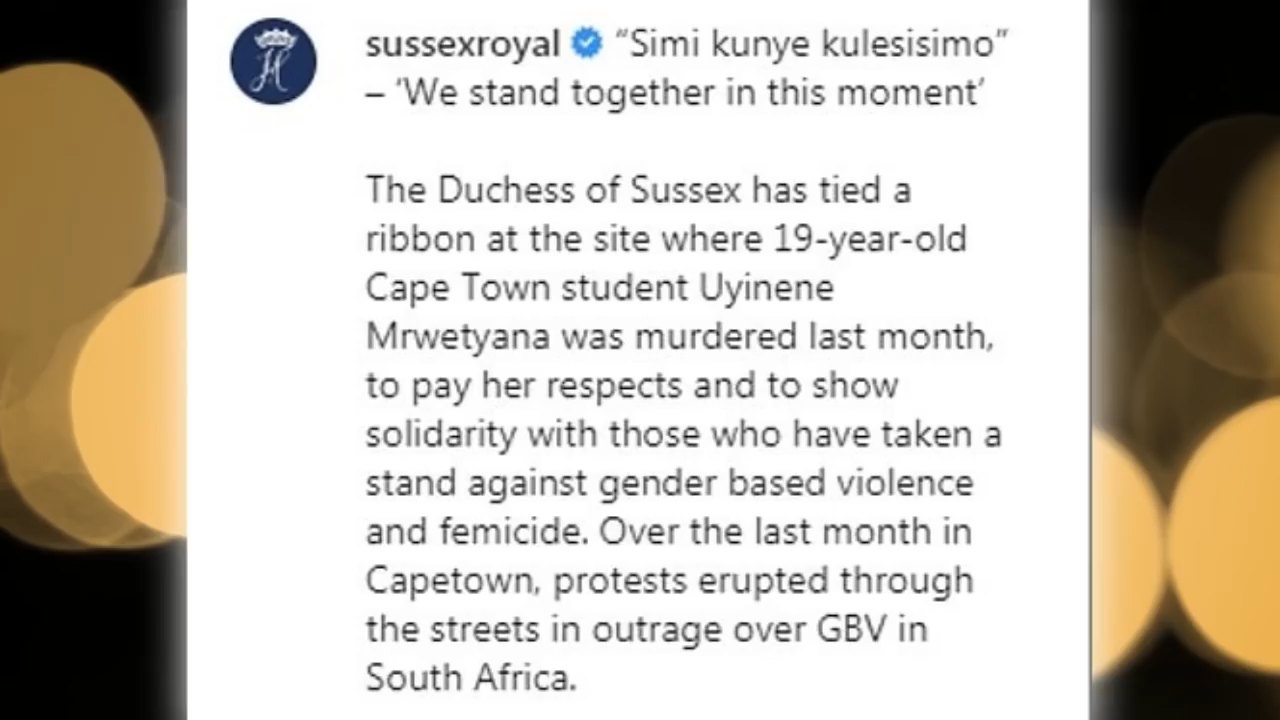 sussexroyal “Simi kunye kulesisimo”
– ‘We stand together in this moment’
The Duchess of Sussex has tied a
ribbon at the site where 19-year-old
Cape Town student Uyinene
Mrwetyana was murdered last month,
to pay her respects and to show
solidarity with those who have taken a
stand against gender based violence
and femicide. Over the last month in
Capetown, protests erupted through
the streets in outrage over GBV in
South Africa.